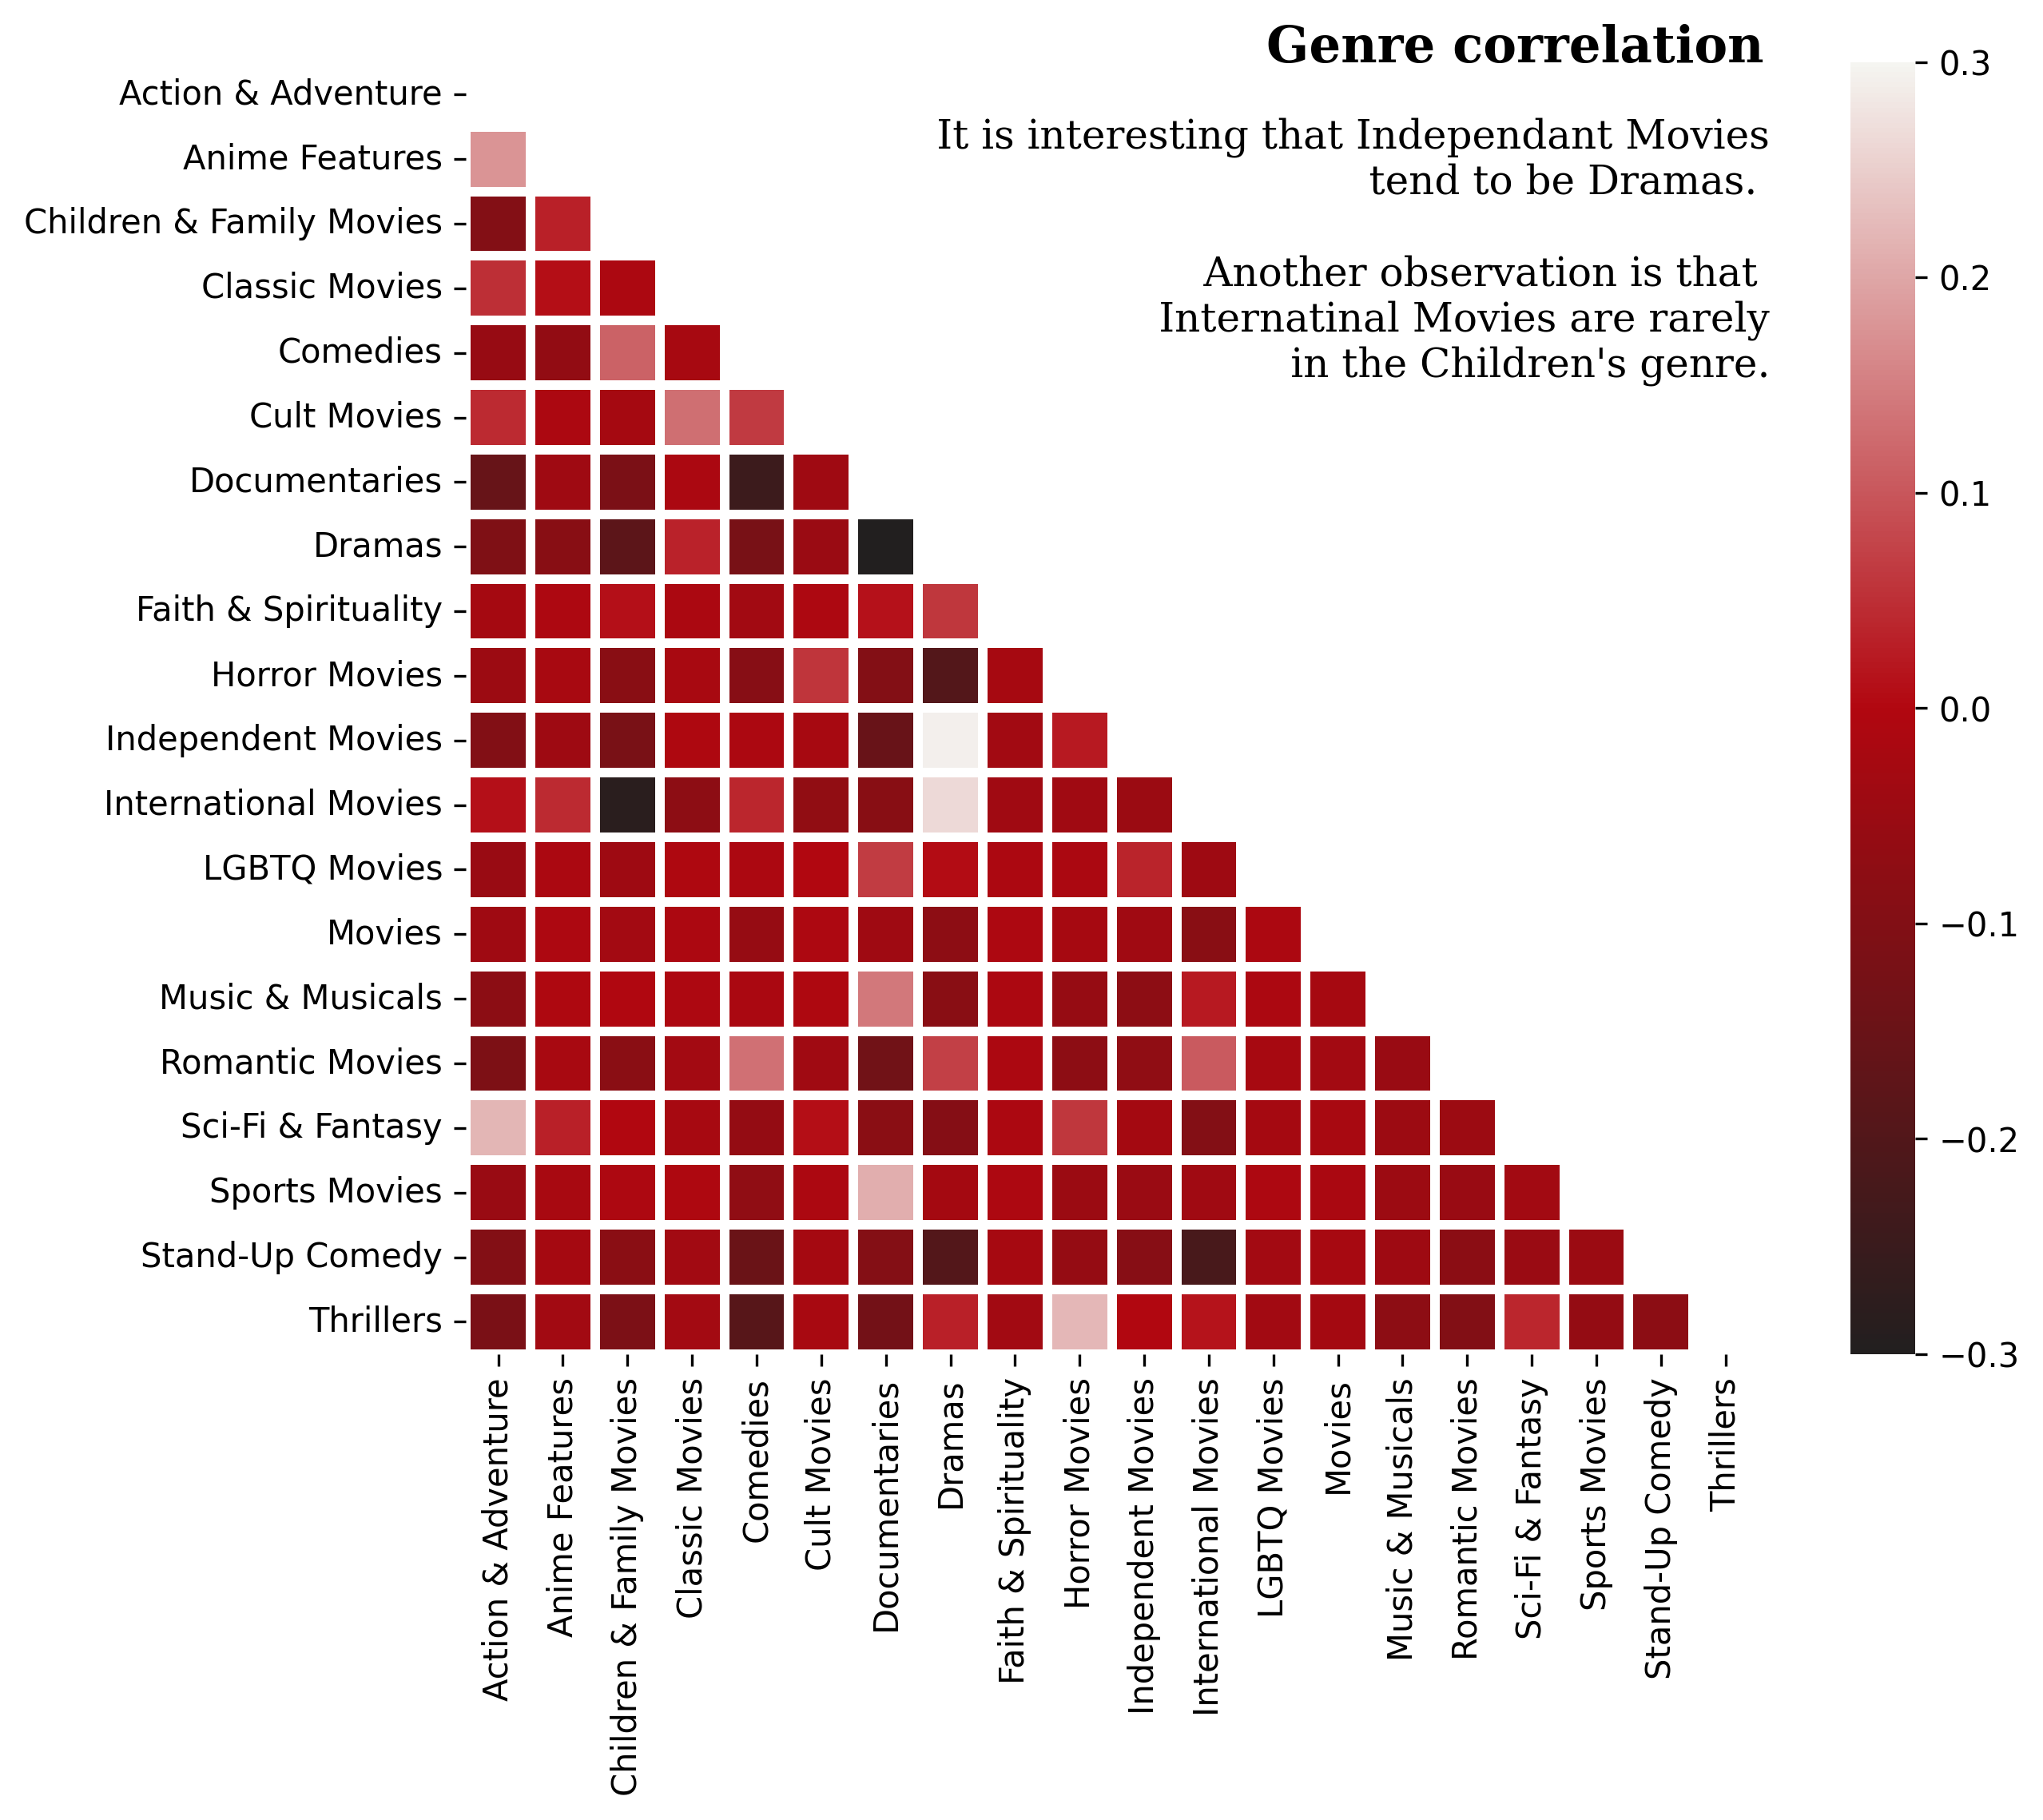 Genre correlation
It is interesting that Independant Movies
tend to be Dramas.
Another observation is that
Internatinal Movies are rarely
in the Children's genre.
Action & Adventure
Anime Features
Children & Family Movies
Classic Movies
Comedies
Cult Movies
Documentaries
Dramas
Faith & Spirituality
Horror Movies
Independent Movies
International Movies
LGBTQ Movies
Movies
Music & Musicals
Romantic Movies
Sci-Fi & Fantasy
Sports Movies
Stand-Up Comedy
Thrillers
Action & Adventure
Anime Features
Children & Family Movies
Classic Movies
Comedies
Cult Movies
Documentaries
Dramas
Faith & Spirituality
Horror Movies
Independent Movies
International Movies
LGBTQ Movies
Movies
Music & Musicals
Romantic Movies
Sci-Fi & Fantasy
Sports Movies
Stand-Up Comedy
Thrillers
0.3
0.2
0.1
0.0
−0.1
−0.2
−0.3